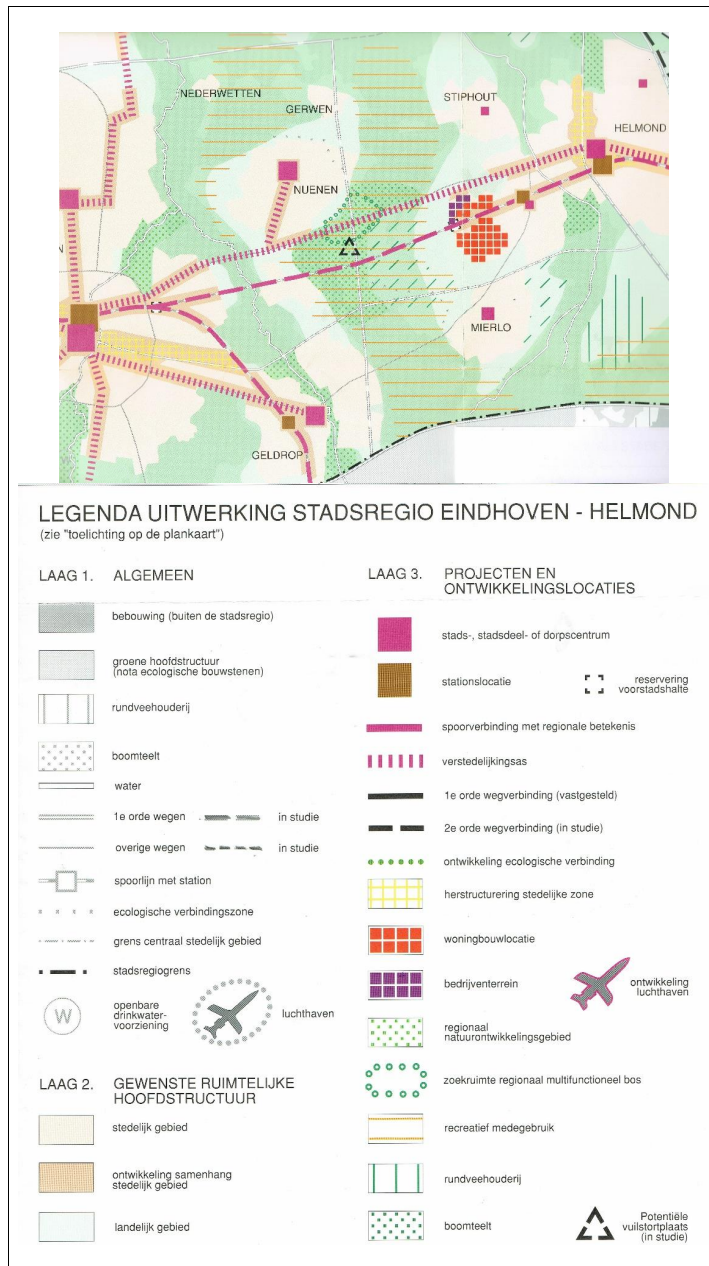 NEDERWETTEN
GERWEN
STIPHOUT
HELMOND
NUENEN
N
MIERLO
GELDROP
LEGENDA UITWERKING STADSREGIO EINDHOVEN - HELMOND
(zie "toelichting op de plankaart")
LAAG 1. ALGEMEEN
bebouwing (buiten de stadsregio)
groene hoofdstructuur
(nota ecologische bouwstenen)
rundveehouderij
boomteelt
water
1e orde wegen
in studie
overige wegen
in studie
spoorlijn met station
ecologische verbindingszone
grens centraal stedelijk gebied
stadsregiogrens
W
openbare
drinkwater-
voorziening
luchthaven
LAAG 2. GEWENSTE RUIMTELIJKE
HOOFDSTRUCTUUR
stedelijk gebied
ontwikkeling samenhang
stedelijk gebied
landelijk gebied
LAAG 3. PROJECTEN EN
ONTWIKKELINGSLOCATIES
stads-, stadsdeel- of dorpscentrum
stationslocatie
reservering
voorstadshalte
spoorverbinding met regionale betekenis
verstedelijkingsas
1e orde wegverbinding (vastgesteld)
2e orde wegverbinding (in studie)
ontwikkeling ecologische verbinding
herstructurering stedelijke zone
woningbouwlocatie
bedrijventerrein
ontwikkeling
luchthaven
regionaal
natuurontwikkelingsgebied
zoekruimte regionaal multifunctioneel bos
recreatief medegebruik
rundveehouderij
boomteelt
Potentiële
vuilstortplaats
(in studie)